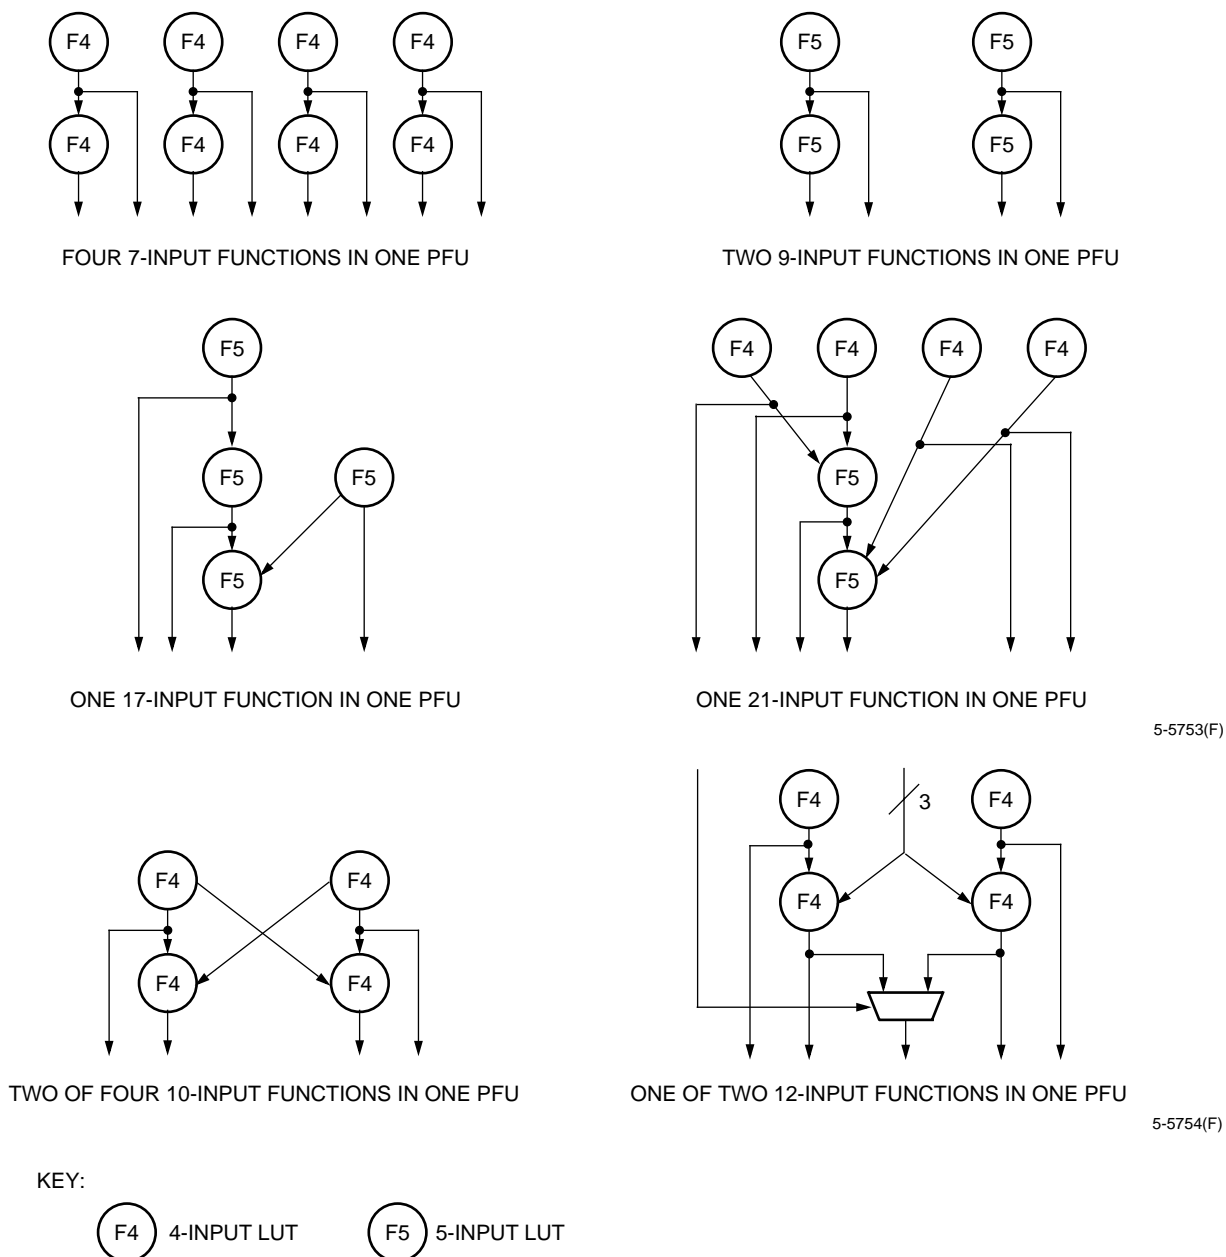 F4 F4 F4 F4
F4 F4 F4 F4
FOUR 7-INPUT FUNCTIONS IN ONE PFU
F5 F5
F5 F5
TWO 9-INPUT FUNCTIONS IN ONE PFU
F5
F5 F5
F5
ONE 17-INPUT FUNCTION IN ONE PFU
F4 F4 F4 F4
F5
F5
ONE 21-INPUT FUNCTION IN ONE PFU
5-5753(F)
F4 F4
F4 F4
TWO OF FOUR 10-INPUT FUNCTIONS IN ONE PFU
F4 3 F4
F4 F4
ONE OF TWO 12-INPUT FUNCTIONS IN ONE PFU
5-5754(F)
KEY:
F4 4-INPUT LUT F5 5-INPUT LUT